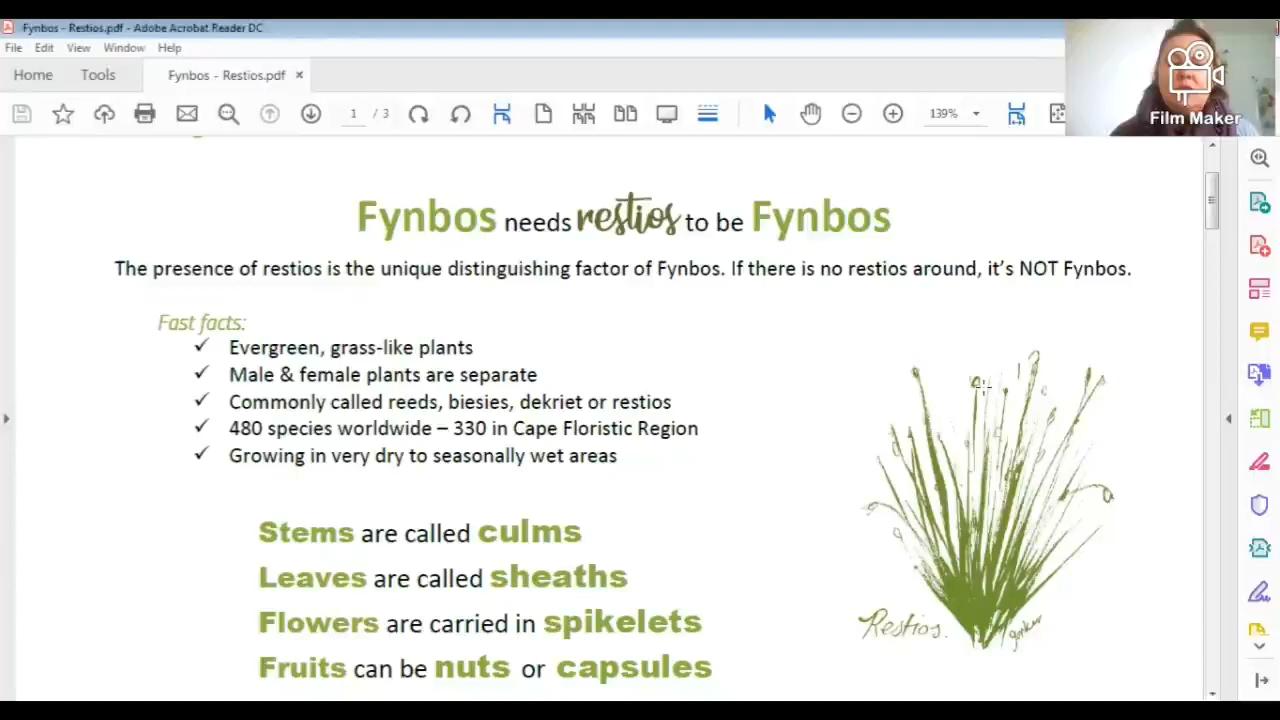 Fynbos - Restios.pdf - Adobe Acrobat Reader DC
File Edit View Window Help
Home Tools Fynbos - Restios.pdf ×
1 / 3 139%
Film Maker
Fynbos needs restios to be Fynbos
The presence of restios is the unique distinguishing factor of Fynbos. If there is no restios around, it's NOT Fynbos.
Fast facts:
✓ Evergreen, grass-like plants
✓ Male & female plants are separate
✓ Commonly called reeds, biesies, dekriet or restios
✓ 480 species worldwide – 330 in Cape Floristic Region
✓ Growing in very dry to seasonally wet areas
Stems are called culms
Leaves are called sheaths
Flowers are carried in spikelets
Fruits can be nuts or capsules
Restios.